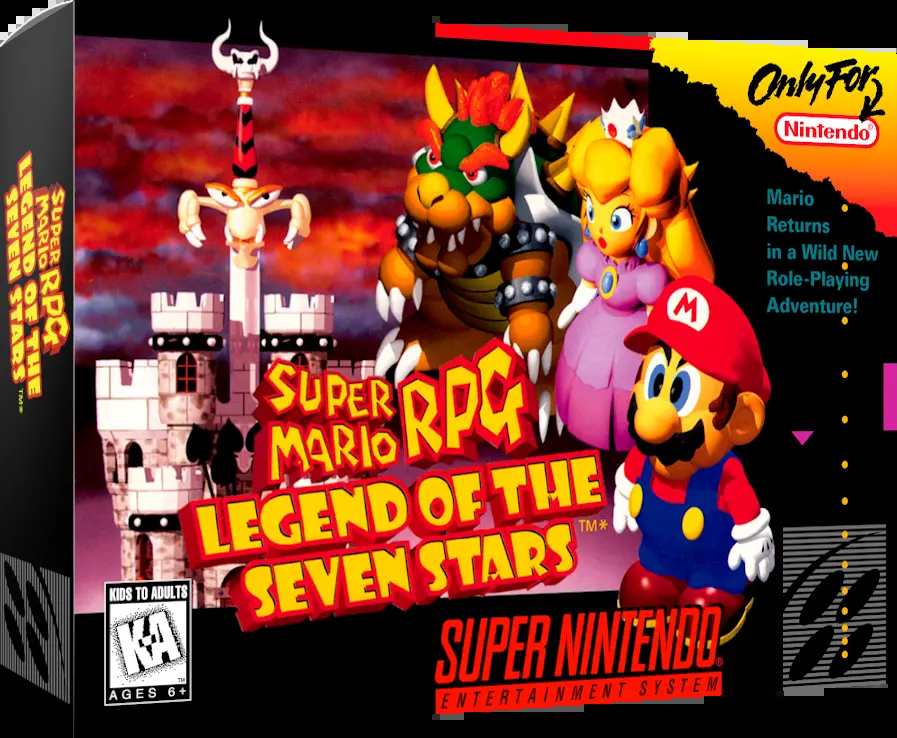 SUPER
MARIO RPG
LEGEND OF THE
SEVEN STARS
™*
Only For
Nintendo®
Mario
Returns
in a Wild New
Role-Playing
Adventure!
M
SUPER
MARIO RPG
LEGEND OF THE
SEVEN STARS ™*
KIDS TO ADULTS
K-A
™
AGES 6+
SUPER NINTENDO®
ENTERTAINMENT SYSTEM